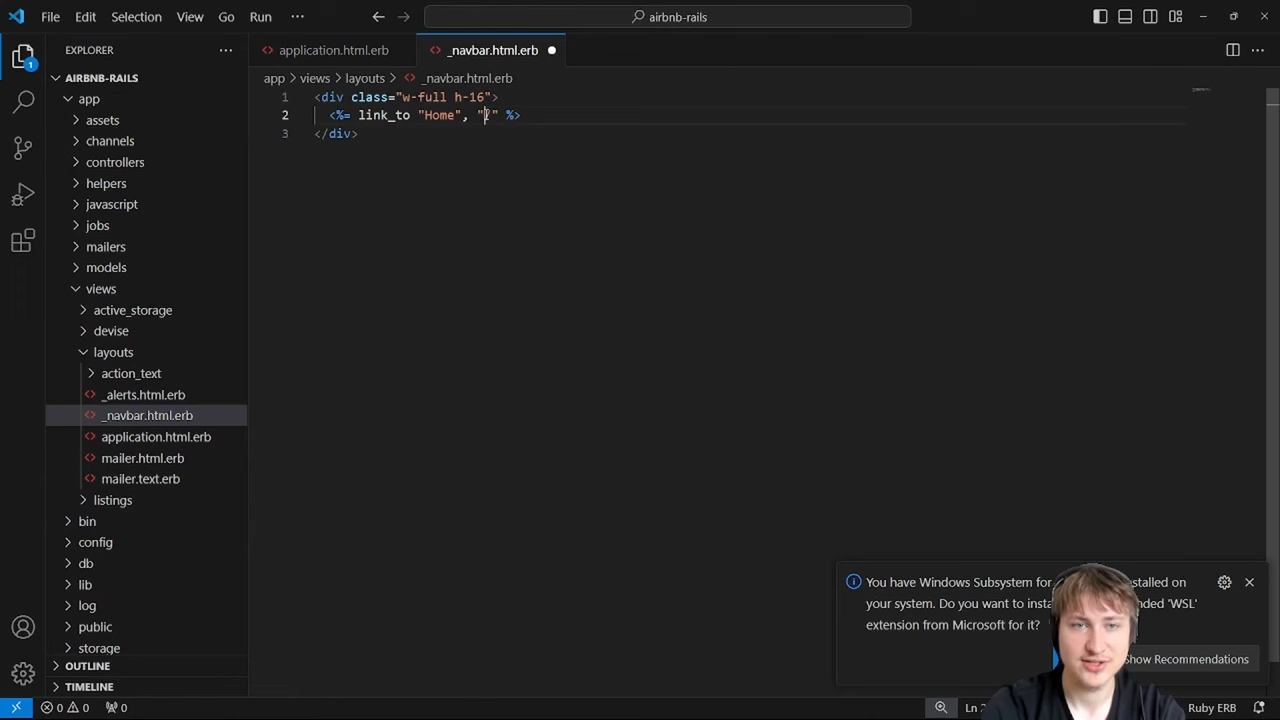 File Edit Selection View Go Run ···
airbnb-rails
EXPLORER ···
application.html.erb
_navbar.html.erb
AIRBNB-RAILS
app > views > layouts > _navbar.html.erb
app
assets
channels
controllers
helpers
javascript
jobs
mailers
models
views
active_storage
devise
layouts
action_text
_alerts.html.erb
_navbar.html.erb
application.html.erb
mailer.html.erb
mailer.text.erb
listings
bin
config
db
lib
log
public
storage
OUTLINE
TIMELINE
1 <div class="w-full h-16">
2 <%= link_to "Home", " " %>
3 </div>
You have Windows Subsystem for installed on
your system. Do you want to
'WSL'
extension from Microsoft for it?
Show Recommendations
1
0 0 0
Ruby ERB